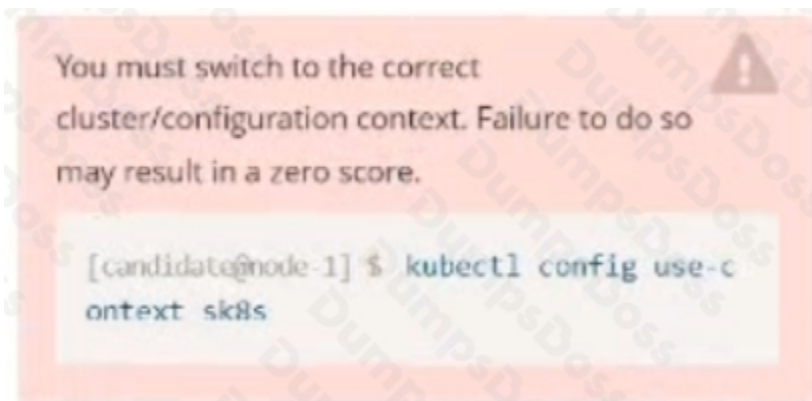 You must switch to the correct
cluster/configuration context. Failure to do so
may result in a zero score.
[candidate@node-1] $ kubectl config use-c
ontext sk8s
DumpsDoss